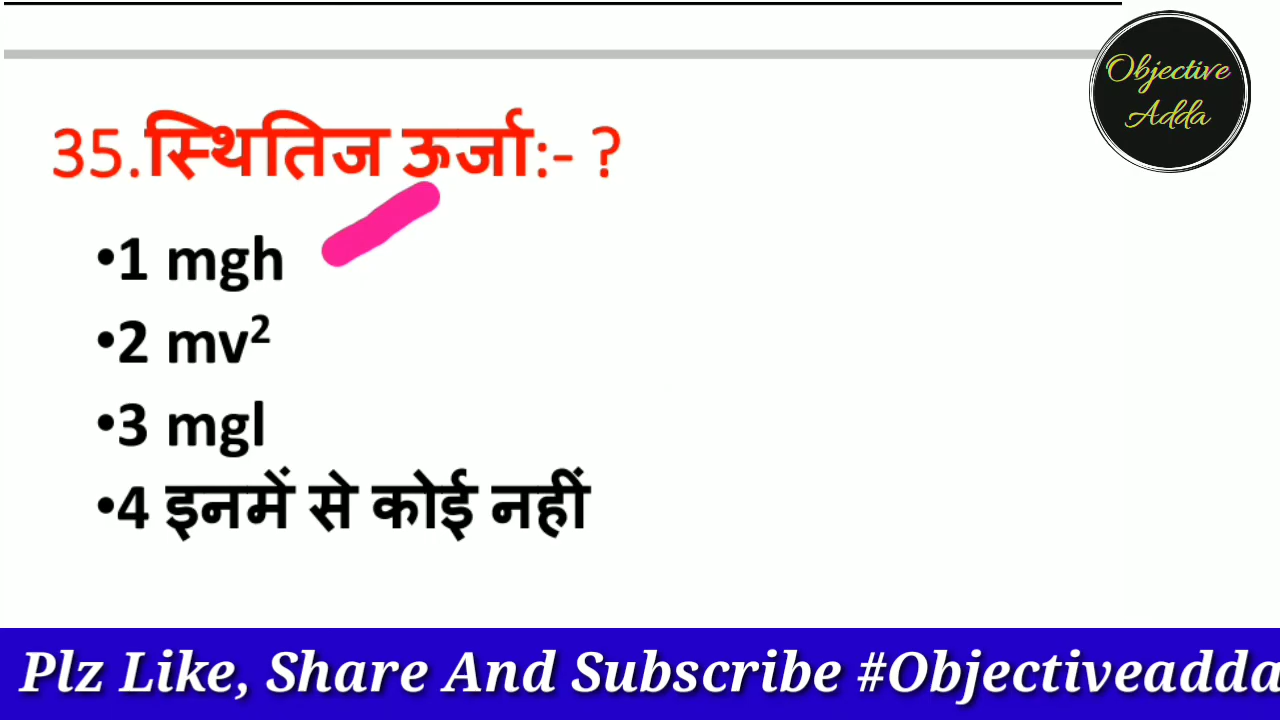 Objective
Adda
35.स्थितिज ऊर्जा:- ?
•1 mgh
•2 mv²
•3 mgl
•4 इनमें से कोई नहीं
Plz Like, Share And Subscribe #Objectiveadda